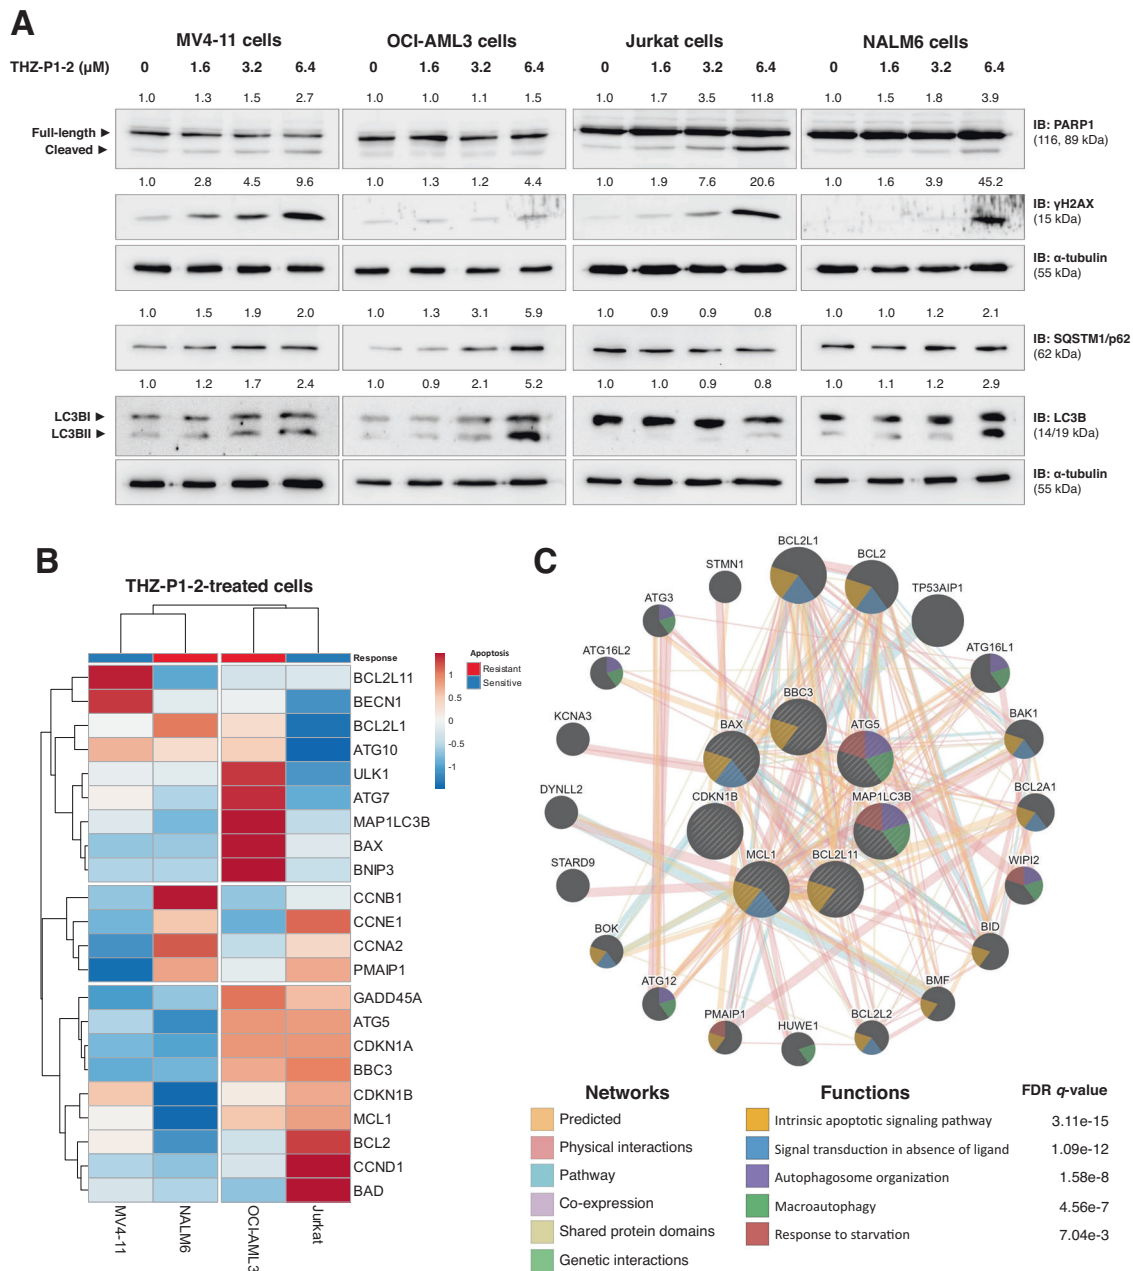 A
MV4-11 cells OCI-AML3 cells Jurkat cells NALM6 cells
THZ-P1-2 (μM) 0 1.6 3.2 6.4 0 1.6 3.2 6.4 0 1.6 3.2 6.4 0 1.6 3.2 6.4
1.0 1.3 1.5 2.7 1.0 1.0 1.1 1.5 1.0 1.7 3.5 11.8 1.0 1.5 1.8 3.9
Full-length ► IB: PARP1
Cleaved ► (116, 89 kDa)
1.0 2.8 4.5 9.6 1.0 1.3 1.2 4.4 1.0 1.9 7.6 20.6 1.0 1.6 3.9 45.2
IB: γH2AX
(15 kDa)
IB: α-tubulin
(55 kDa)
1.0 1.5 1.9 2.0 1.0 1.3 3.1 5.9 1.0 0.9 0.9 0.8 1.0 1.0 1.2 2.1
IB: SQSTM1/p62
(62 kDa)
1.0 1.2 1.7 2.4 1.0 0.9 2.1 5.2 1.0 1.0 0.9 0.8 1.0 1.1 1.2 2.9
LC3BI ► IB: LC3B
LC3BII ► (14/19 kDa)
IB: α-tubulin
(55 kDa)
B
THZ-P1-2-treated cells
Response
BCL2L11
BECN1
BCL2L1
ATG10
ULK1
ATG7
MAP1LC3B
BAX
BNIP3
CCNB1
CCNE1
CCNA2
PMAIP1
GADD45A
ATG5
CDKN1A
BBC3
CDKN1B
MCL1
BCL2
CCND1
BAD
MV4-11
NALM6
OCI-AML3
Jurkat
1
0.5
0
-0.5
-1
Apoptosis
Resistant
Sensitive
C
BCL2L1
BCL2
STMN1
TP53AIP1
ATG3
ATG16L2
ATG16L1
BBC3
KCNA3
BAX
ATG5
BAK1
DYNLL2
CDKN1B
MAP1LC3B
BCL2A1
STARD9
MCL1
BCL2L11
WIPI2
BOK
BID
ATG12
BMF
PMAIP1
HUWE1
BCL2L2
Networks
Predicted
Physical interactions
Pathway
Co-expression
Shared protein domains
Genetic interactions
Functions FDR q-value
Intrinsic apoptotic signaling pathway 3.11e-15
Signal transduction in absence of ligand 1.09e-12
Autophagosome organization 1.58e-8
Macroautophagy 4.56e-7
Response to starvation 7.04e-3